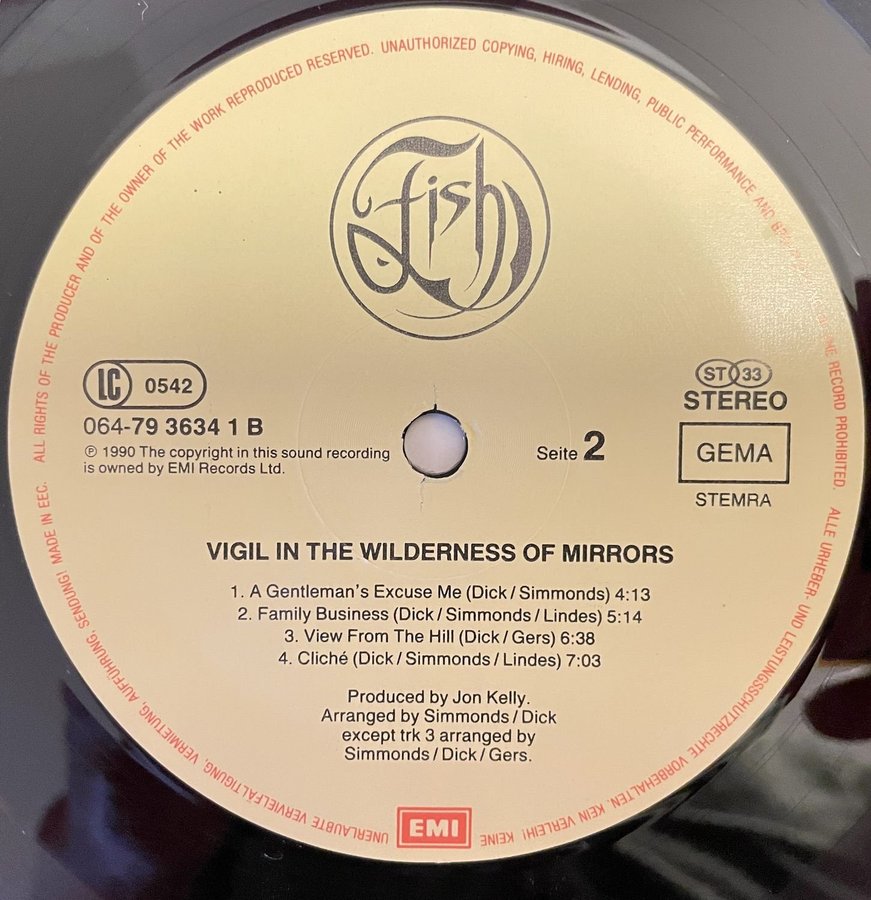 ALL RIGHTS OF THE PRODUCER AND OF THE OWNER OF THE WORK REPRODUCED RESERVED. UNAUTHORIZED COPYING, HIRING, LENDING, PUBLIC PERFORMANCE AND THE RECORD PROHIBITED. ALLE URHEBER- UND LEISTUNGSSCHUTZRECHTE VORBEHALTEN. KEIN VERLEIH! KEINE UNERLAUBTE VERVIELFÄLTIGUNG, VERMIETUNG, AUFFÜHRUNG, SENDUNG! MADE IN EEC.
Fish
LC 0542
064-79 3634 1 B
℗ 1990 The copyright in this sound recording
is owned by EMI Records Ltd.
Seite 2
ST 33
STEREO
GEMA
STEMRA
VIGIL IN THE WILDERNESS OF MIRRORS
1. A Gentleman's Excuse Me (Dick / Simmonds) 4:13
2. Family Business (Dick / Simmonds / Lindes) 5:14
3. View From The Hill (Dick / Gers) 6:38
4. Cliché (Dick / Simmonds / Lindes) 7:03
Produced by Jon Kelly.
Arranged by Simmonds / Dick
except trk 3 arranged by
Simmonds / Dick / Gers.
EMI